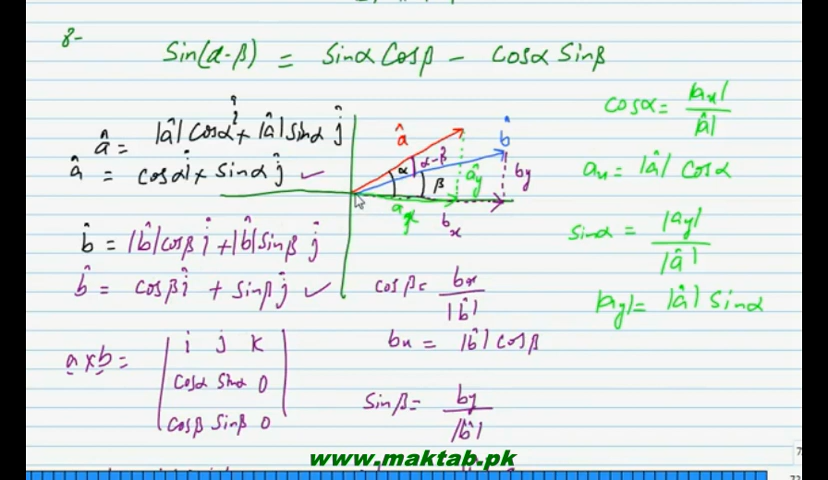 8-
Sin(α-β) = Sinα Cosβ - Cosα Sinβ
â = |â| cosα î + |â| sinα ĵ
â = cosα î + sinα ĵ ✓
b̂ = |b̂| cosβ î + |b̂| sinβ ĵ
b̂ = cosβ î + sinβ ĵ ✓
a × b = | i j k |
| cosα sinα 0 |
| cosβ sinβ 0 |
â
b̂
α
α-β
β
ây
by
ax
bx
cosβ = bx / |b̂|
bx = |b̂| cosβ
sinβ = by / |b̂|
cosα = |ax| / |â|
ax = |â| cosα
sinα = |ay| / |â|
|ay| = |â| sinα
www.maktab.pk